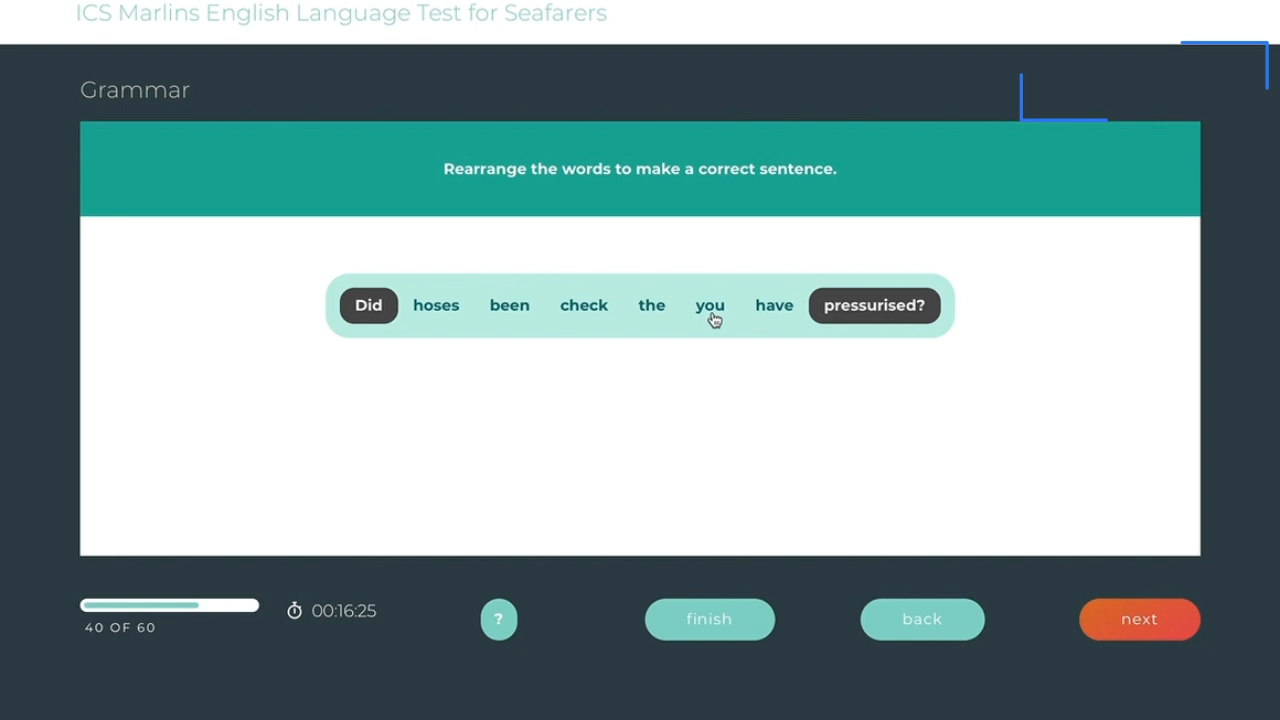 ICS Marlins English Language Test for Seafarers
Grammar
Rearrange the words to make a correct sentence.
Did hoses been check the you have pressurised?
40 OF 60
00:16:25
?
finish
back
next